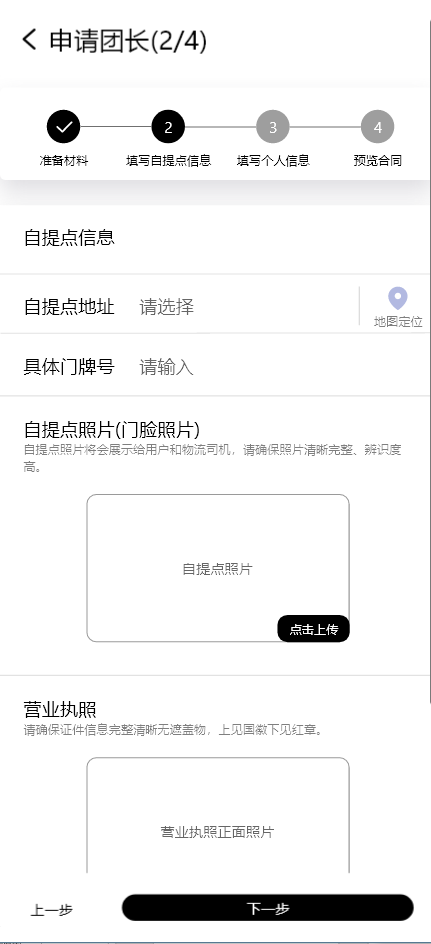 申请团长(2/4)
2
3
4
准备材料
填写自提点信息
填写个人信息
预览合同
自提点信息
自提点地址
请选择
地图定位
具体门牌号
请输入
自提点照片(门脸照片)
自提点照片将会展示给用户和物流司机，请确保照片清晰完整、辨识度
高。
自提点照片
点击上传
营业执照
请确保证件信息完整清晰无遮盖物，上见国徽下见红章。
营业执照正面照片
上一步
下一步